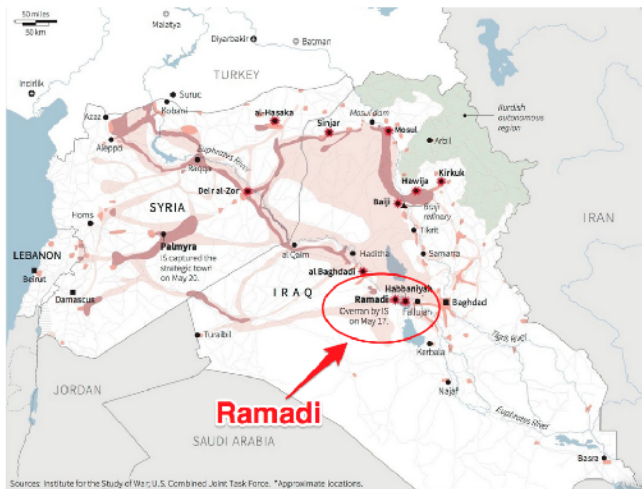 50 miles
50 km
Malatya
Diyarbakir
Batman
Incirlik
TURKEY
Suruc
Kobani
Azaz
Aleppo
al-Hasaka
Sinjar
Mosul dam
Mosul
Arbil
Kurdish
autonomous
region
Euphrates River
Raqqa
Deir al-Zor
Hawija
Kirkuk
Baiji
Baiji
refinery
Tikrit
IRAN
SYRIA
Homs
Palmyra
IS captured the
strategic town
on May 20.
LEBANON
Beirut
Damascus
al Qaim
Haditha
Samarra
al Baghdadi
IRAQ
Ramadi
Overran by IS
on May 17.
Habbaniyah
Fallujah
Baghdad
Turaibil
Kerbala
Tigris River
Najaf
JORDAN
Ramadi
Euphrates River
SAUDI ARABIA
Basra
Sources: Institute for the Study of War; U.S. Combined Joint Task Force. *Approximate locations.